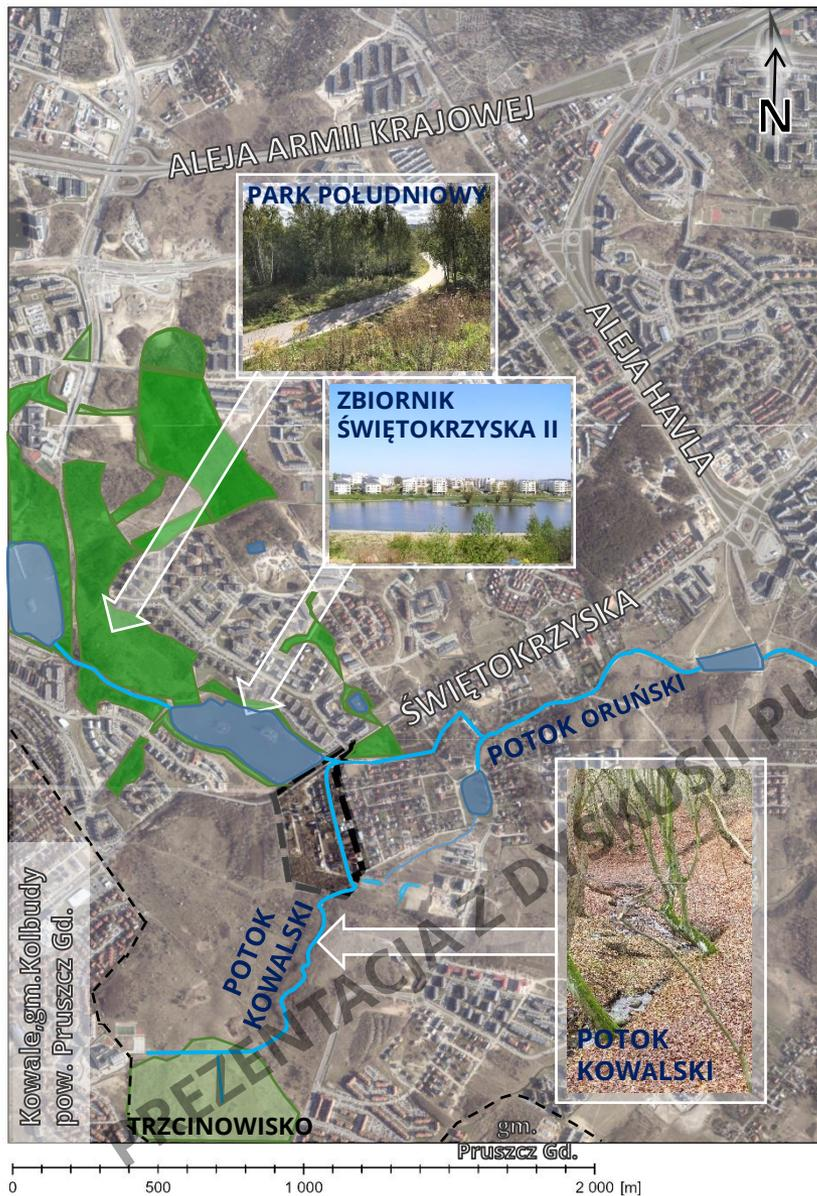 N
ALEJA ARMII KRAJOWEJ
PARK POŁUDNIOWY
ALEJA HAVLA
ZBIORNIK
ŚWIĘTOKRZYSKA II
ŚWIĘTOKRZYSKA
POTOK ORUŃSKI
POTOK
KOWALSKI
POTOK
KOWALSKI
Kowale,gm.Kolbudy
pow. Pruszcz Gd.
TRZCINOWISKO
gm.
Pruszcz Gd.
PREZENTACJA Z DYSKUSJI PU
0 500 1 000 2 000 [m]